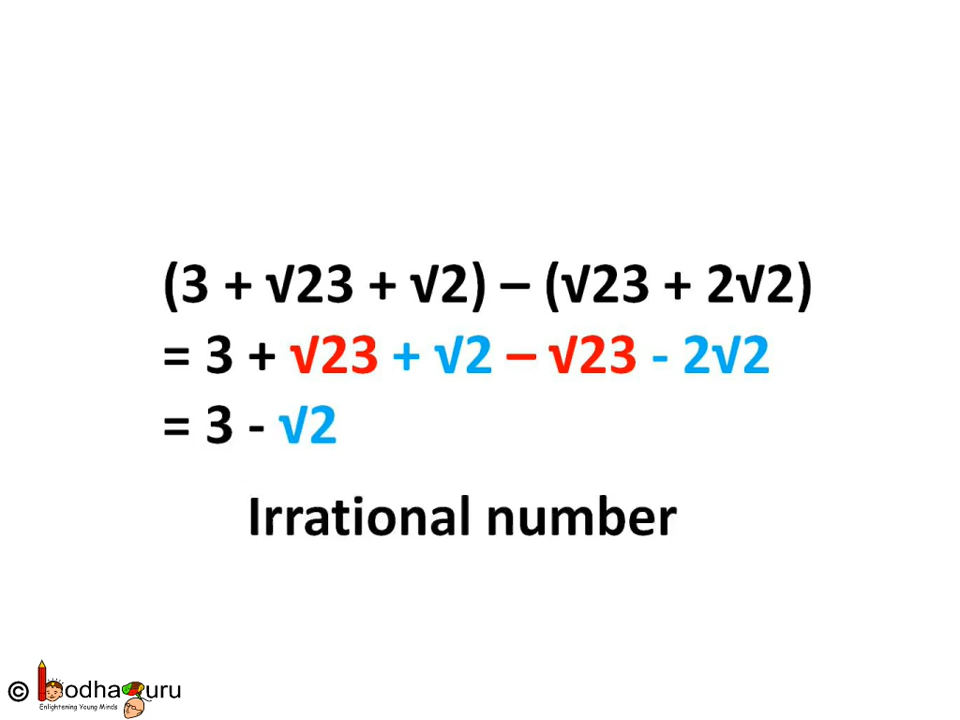 (3 + √23 + √2) – (√23 + 2√2)
= 3 + √23 + √2 – √23 - 2√2
= 3 - √2
Irrational number
© bodhaguru
Enlightening Young Minds